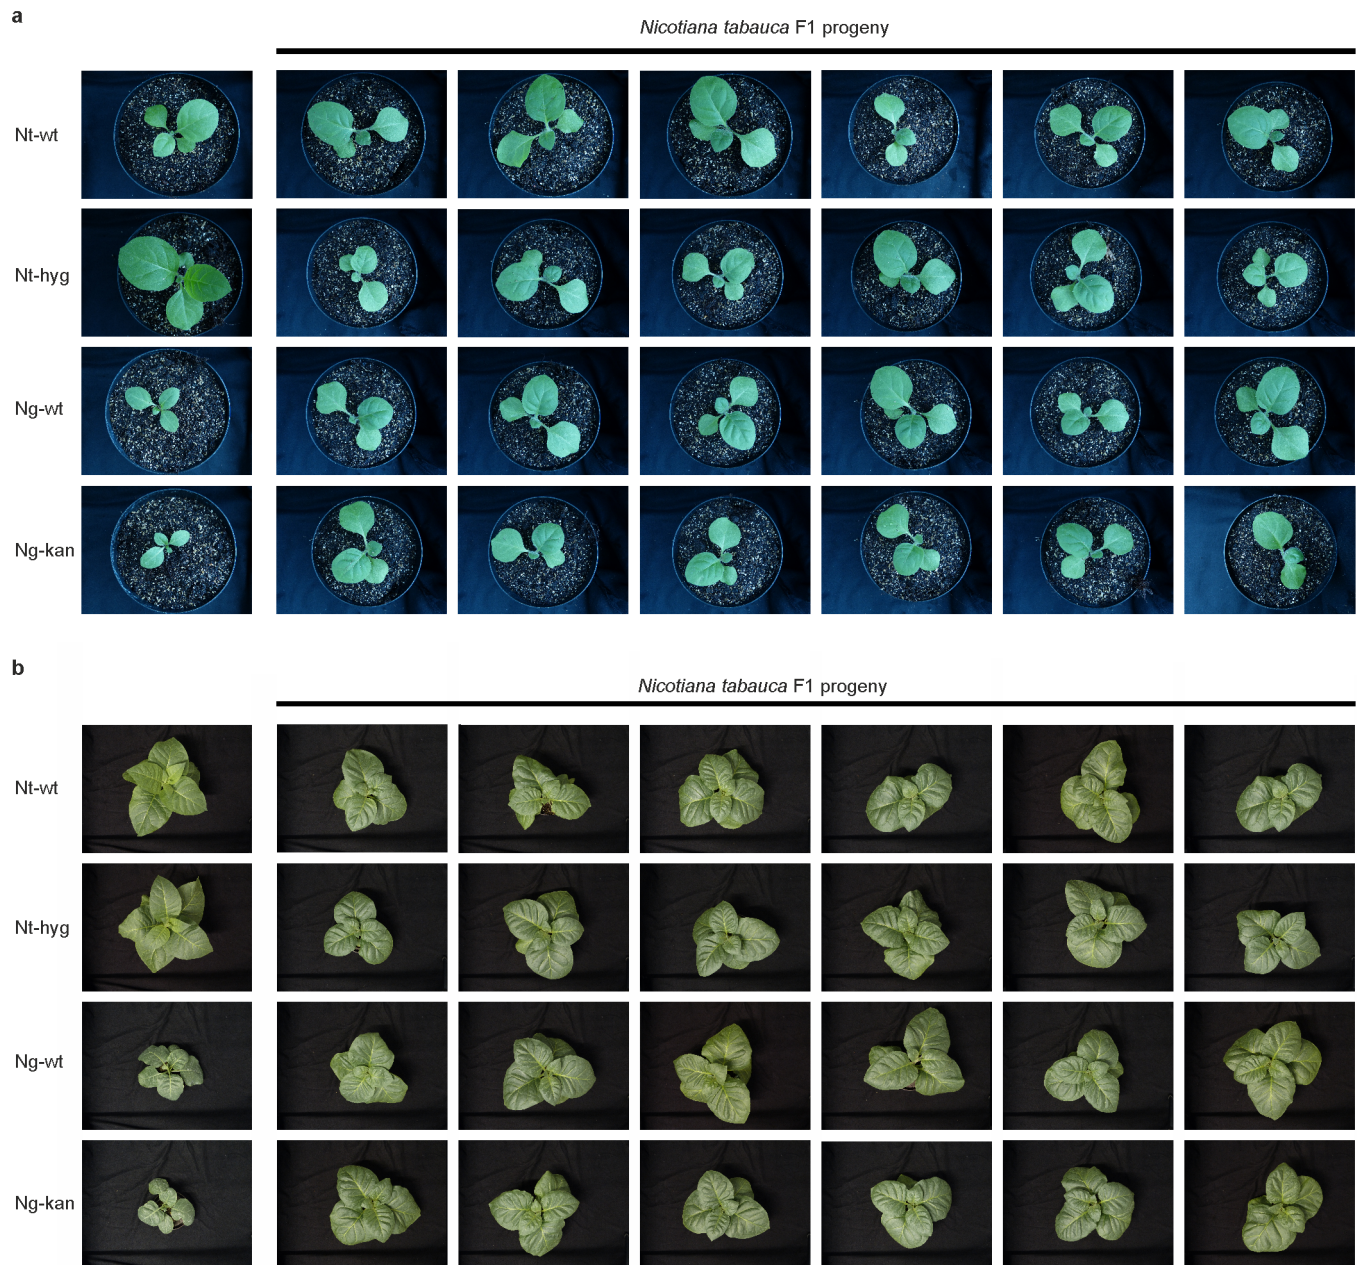 a
Nicotiana tabauca F1 progeny
Nt-wt
Nt-hyg
Ng-wt
Ng-kan
b
Nicotiana tabauca F1 progeny
Nt-wt
Nt-hyg
Ng-wt
Ng-kan